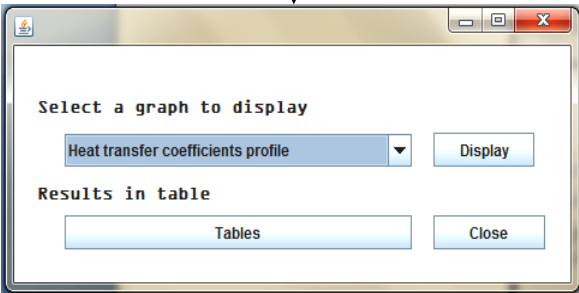 Select a graph to display
Heat transfer coefficients profile
Display
Results in table
Tables
Close